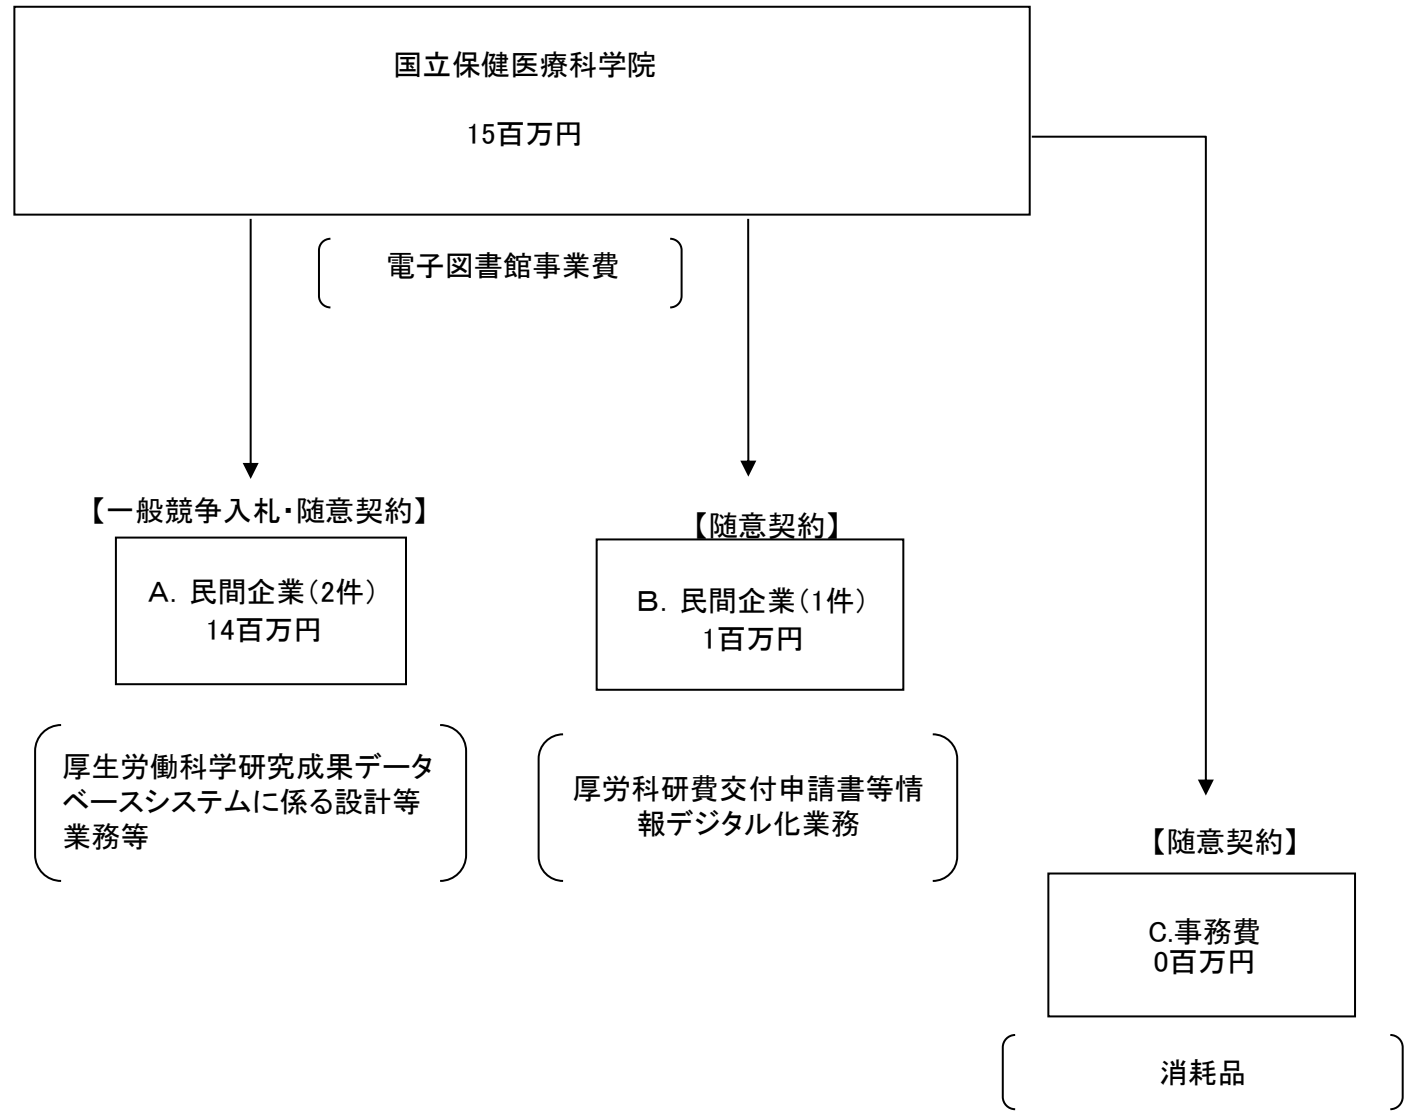 国立保健医療科学院
15百万円
電子図書館事業費
【一般競争入札・随意契約】
A. 民間企業(2件)
14百万円
厚生労働科学研究成果データ
ベースシステムに係る設計等
業務等
【随意契約】
B. 民間企業(1件)
1百万円
厚労科研費交付申請書等情
報デジタル化業務
【随意契約】
C.事務費
0百万円
消耗品